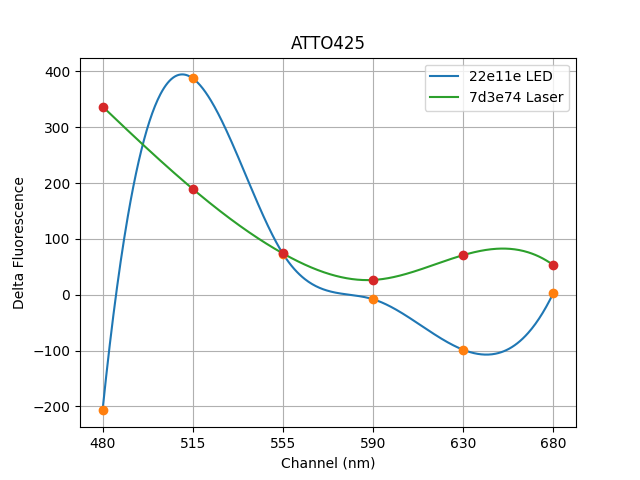 ATTO425
22e11e LED
7d3e74 Laser
Delta Fluorescence
400
300
200
100
0
−100
−200
480 515 555 590 630 680
Channel (nm)